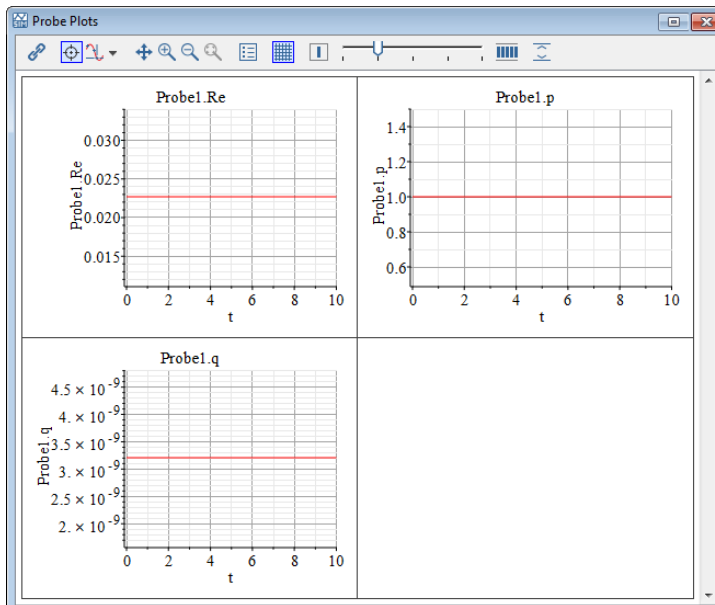 Probe Plots
Probe1.Re
0.030
0.025
0.020
0.015
Probe1.Re
0 2 4 6 8 10
t
Probe1.p
1.4
1.2
1.0
0.8
0.6
Probe1.p
0 2 4 6 8 10
t
Probe1.q
4.5 × 10⁻⁹
4. × 10⁻⁹
3.5 × 10⁻⁹
3. × 10⁻⁹
2.5 × 10⁻⁹
2. × 10⁻⁹
Probe1.q
0 2 4 6 8 10
t